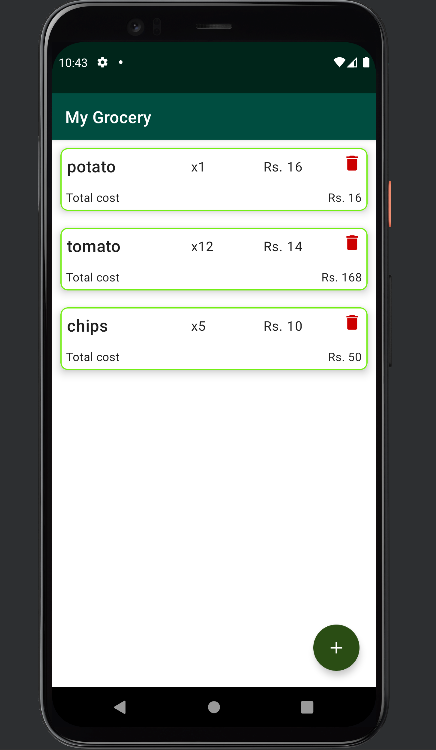 10:43
My Grocery
potato x1 Rs. 16
Total cost Rs. 16
tomato x12 Rs. 14
Total cost Rs. 168
chips x5 Rs. 10
Total cost Rs. 50
+